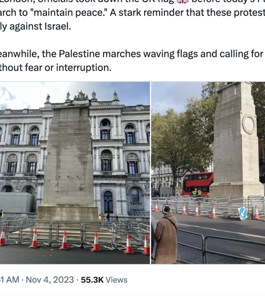 London, officials took down the UK flag 🇬🇧 before today's
arch to "maintain peace." A stark reminder that these protest
ly against Israel.
eanwhile, the Palestine marches waving flags and calling for
thout fear or interruption.
AM · Nov 4, 2023 · 55.3K Views